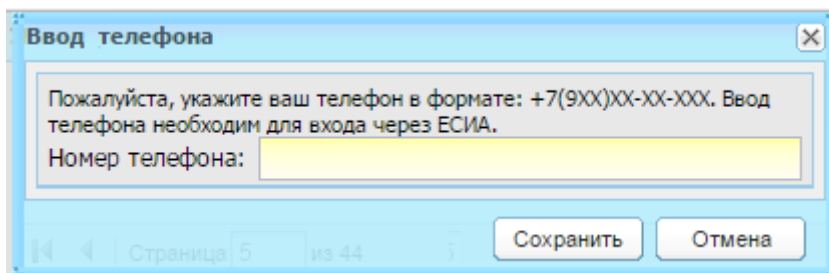 Ввод телефона
Пожалуйста, укажите ваш телефон в формате: +7(9XX)XX-XX-XXX. Ввод
телефона необходим для входа через ЕСИА.
Номер телефона:
Сохранить Отмена
Страница 5 из 44